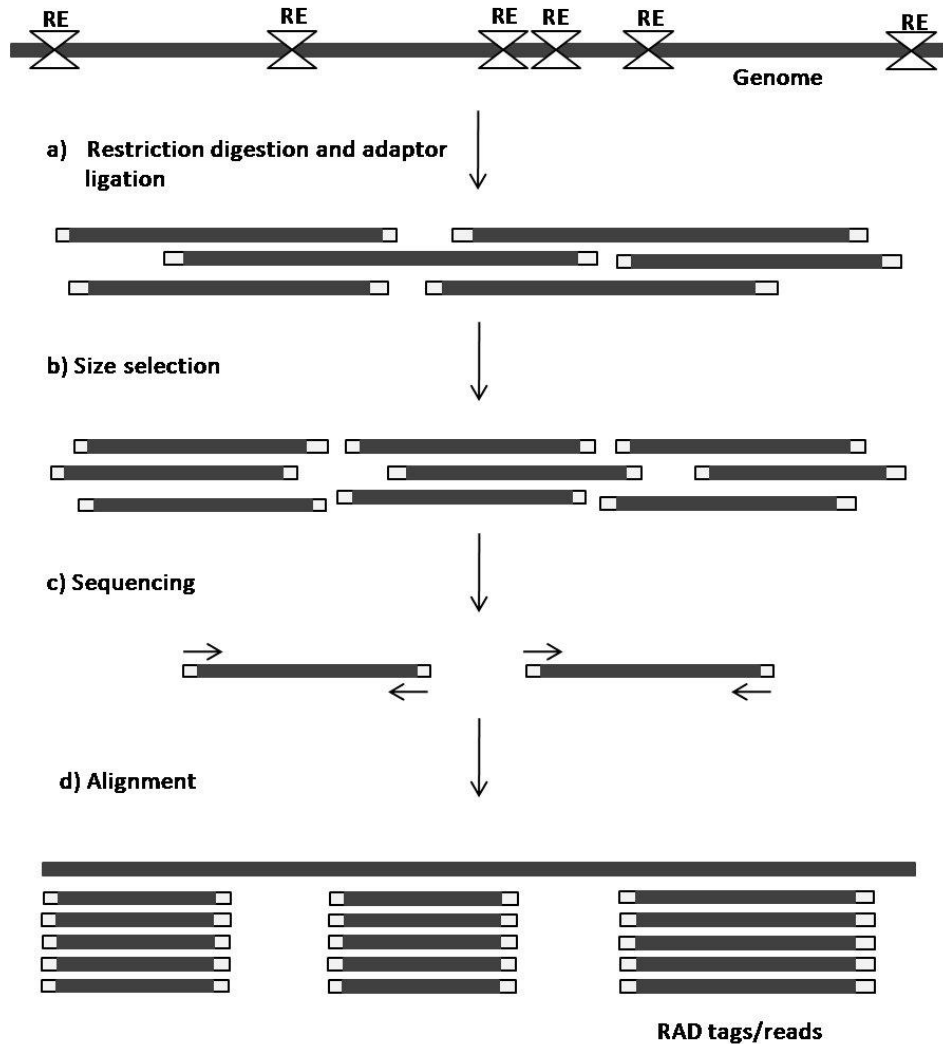 RE RE RE RE RE RE
Genome
a) Restriction digestion and adaptor
ligation
b) Size selection
c) Sequencing
d) Alignment
RAD tags/reads